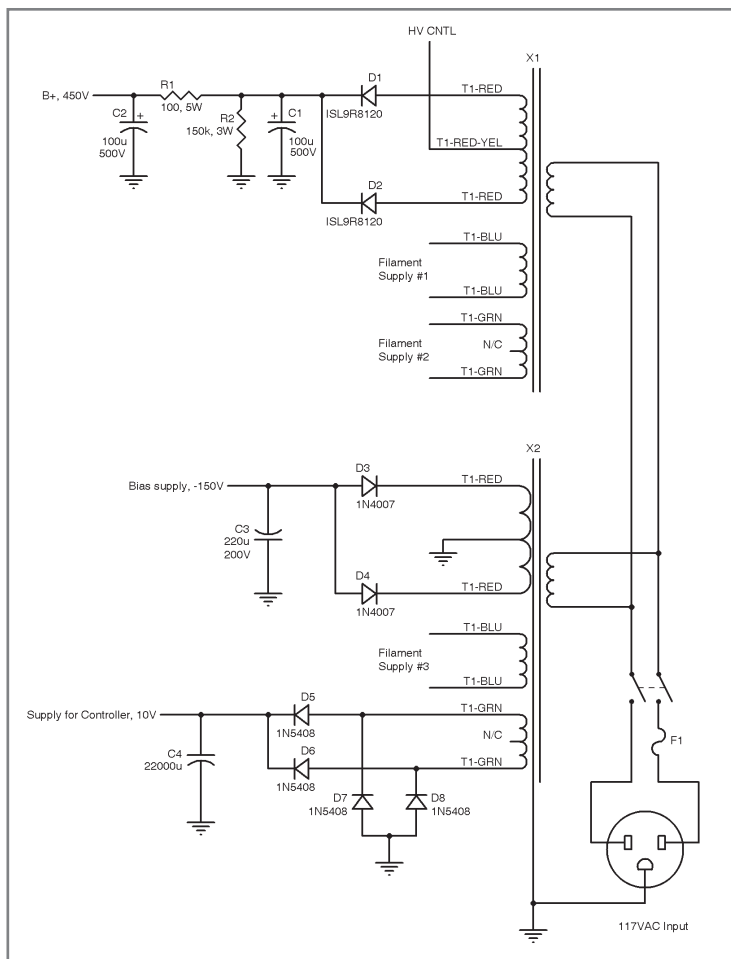 HV CNTL
X1
D1
T1-RED
R1
B+, 450V
100, 5W
ISL9R8120
C2
R2
C1
100u
500V
150k, 3W
100u
500V
T1-RED-YEL
D2
T1-RED
ISL9R8120
T1-BLU
Filament
Supply #1
T1-BLU
T1-GRN
Filament
Supply #2
N/C
T1-GRN
X2
D3
T1-RED
Bias supply, -150V
1N4007
C3
220u
200V
D4
T1-RED
1N4007
T1-BLU
Filament
Supply #3
T1-BLU
D5
T1-GRN
Supply for Controller, 10V
1N5408
N/C
D6
T1-GRN
C4
22000u
1N5408
D7
1N5408
D8
1N5408
F1
117VAC Input